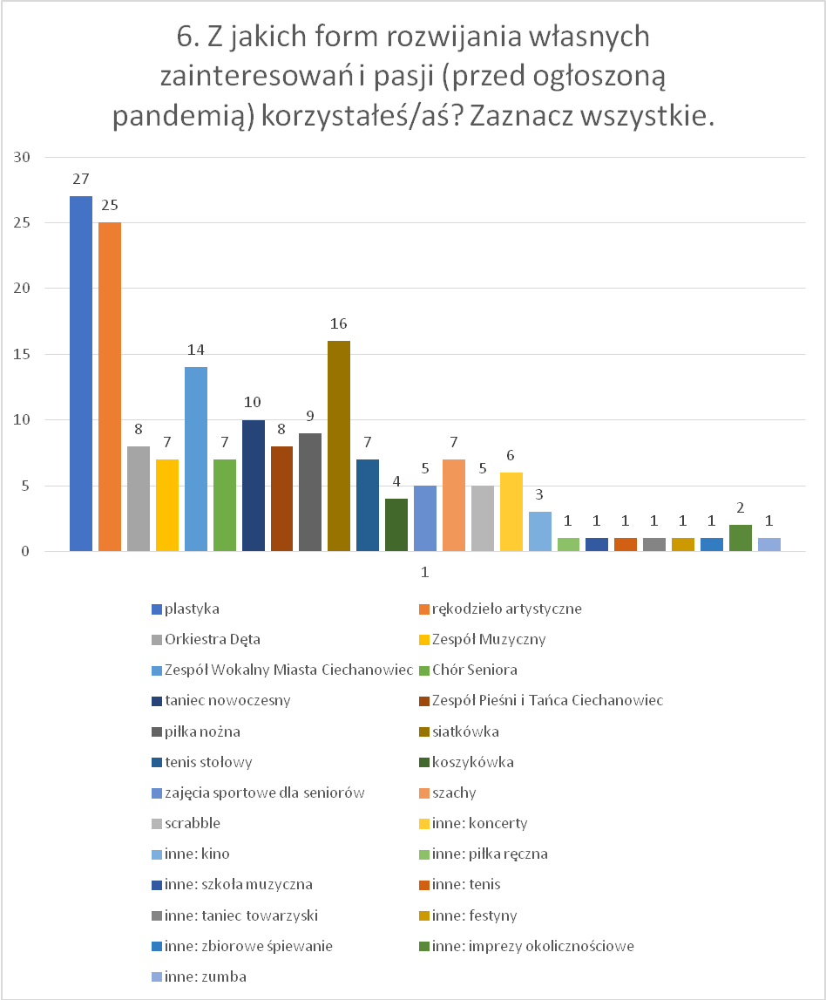 6. Z jakich form rozwijania własnych
zainteresowań i pasji (przed ogłoszoną
pandemią) korzystałeś/aś? Zaznacz wszystkie.
30
25
20
15
10
5
0
27
25
8
7
14
7
10
8
9
16
7
4
5
7
5
6
3
1
1
1
1
1
1
2
1
1
plastyka
rękodzieło artystyczne
Orkiestra Dęta
Zespół Muzyczny
Zespół Wokalny Miasta Ciechanowiec
Chór Seniora
taniec nowoczesny
Zespół Pieśni i Tańca Ciechanowiec
piłka nożna
siatkówka
tenis stołowy
koszykówka
zajęcia sportowe dla seniorów
szachy
scrabble
inne: koncerty
inne: kino
inne: piłka ręczna
inne: szkoła muzyczna
inne: tenis
inne: taniec towarzyski
inne: festyny
inne: zbiorowe śpiewanie
inne: imprezy okolicznościowe
inne: zumba